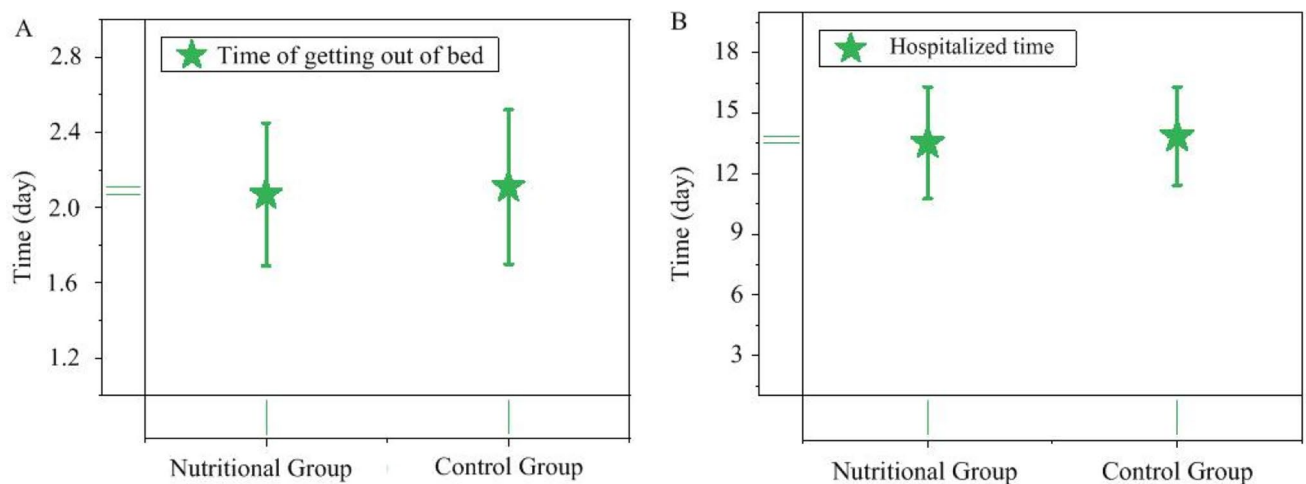 A
Time of getting out of bed
Time (day)
2.8
2.4
2.0
1.6
1.2
Nutritional Group
Control Group
B
Hospitalized time
Time (day)
18
15
12
9
6
3
Nutritional Group
Control Group